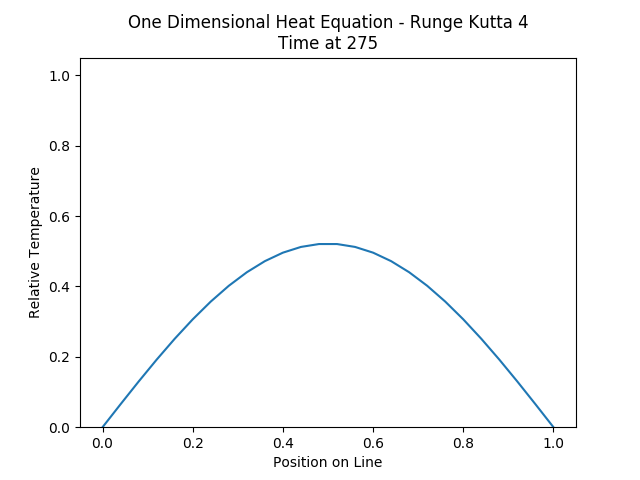 One Dimensional Heat Equation - Runge Kutta 4
Time at 275
1.0
0.8
0.6
0.4
0.2
0.0
Relative Temperature
0.0 0.2 0.4 0.6 0.8 1.0
Position on Line